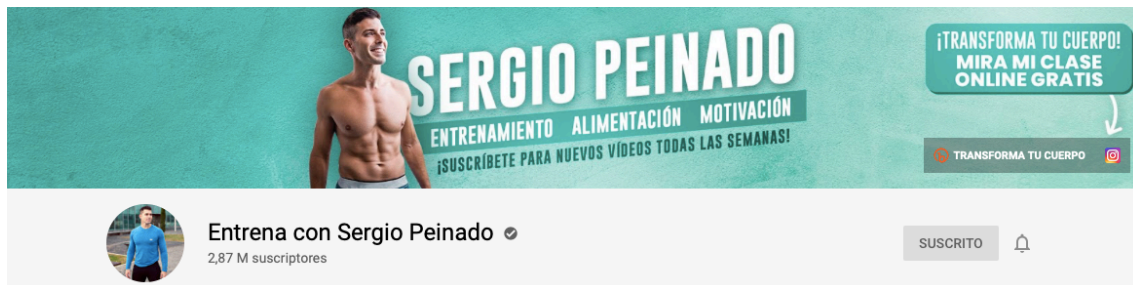 SERGIO PEINADO
ENTRENAMIENTO ALIMENTACIÓN MOTIVACIÓN
¡SUSCRÍBETE PARA NUEVOS VÍDEOS TODAS LAS SEMANAS!
¡TRANSFORMA TU CUERPO!
MIRA MI CLASE
ONLINE GRATIS
TRANSFORMA TU CUERPO
Entrena con Sergio Peinado
2,87 M suscriptores
SUSCRITO